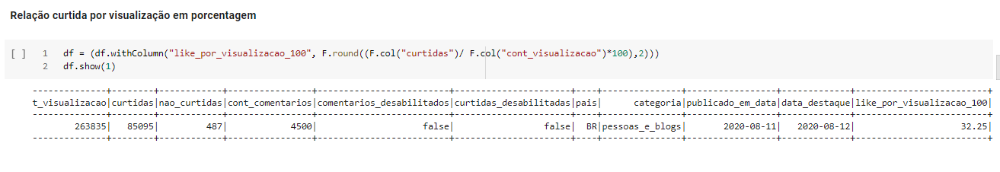 Relação curtida por visualização em porcentagem
[ ] 1 df = (df.withColumn("like_por_visualizacao_100", F.round((F.col("curtidas")/ F.col("cont_visualizacao")*100),2)))
2 df.show(1)
-------------+--------+------------+----------------+------------------------+---------------------+----+--------------+-----------------+-------------+-------------------------+
t_visualizacao|curtidas|nao_curtidas|cont_comentarios|comentarios_desabilitados|curtidas_desabilitadas|pais| categoria|publicado_em_data|data_destaque|like_por_visualizacao_100|
-------------+--------+------------+----------------+------------------------+---------------------+----+--------------+-----------------+-------------+-------------------------+
263835| 85095| 487| 4500| false| false| BR|pessoas_e_blogs| 2020-08-11| 2020-08-12| 32.25|
-------------+--------+------------+----------------+------------------------+---------------------+----+--------------+-----------------+-------------+-------------------------+